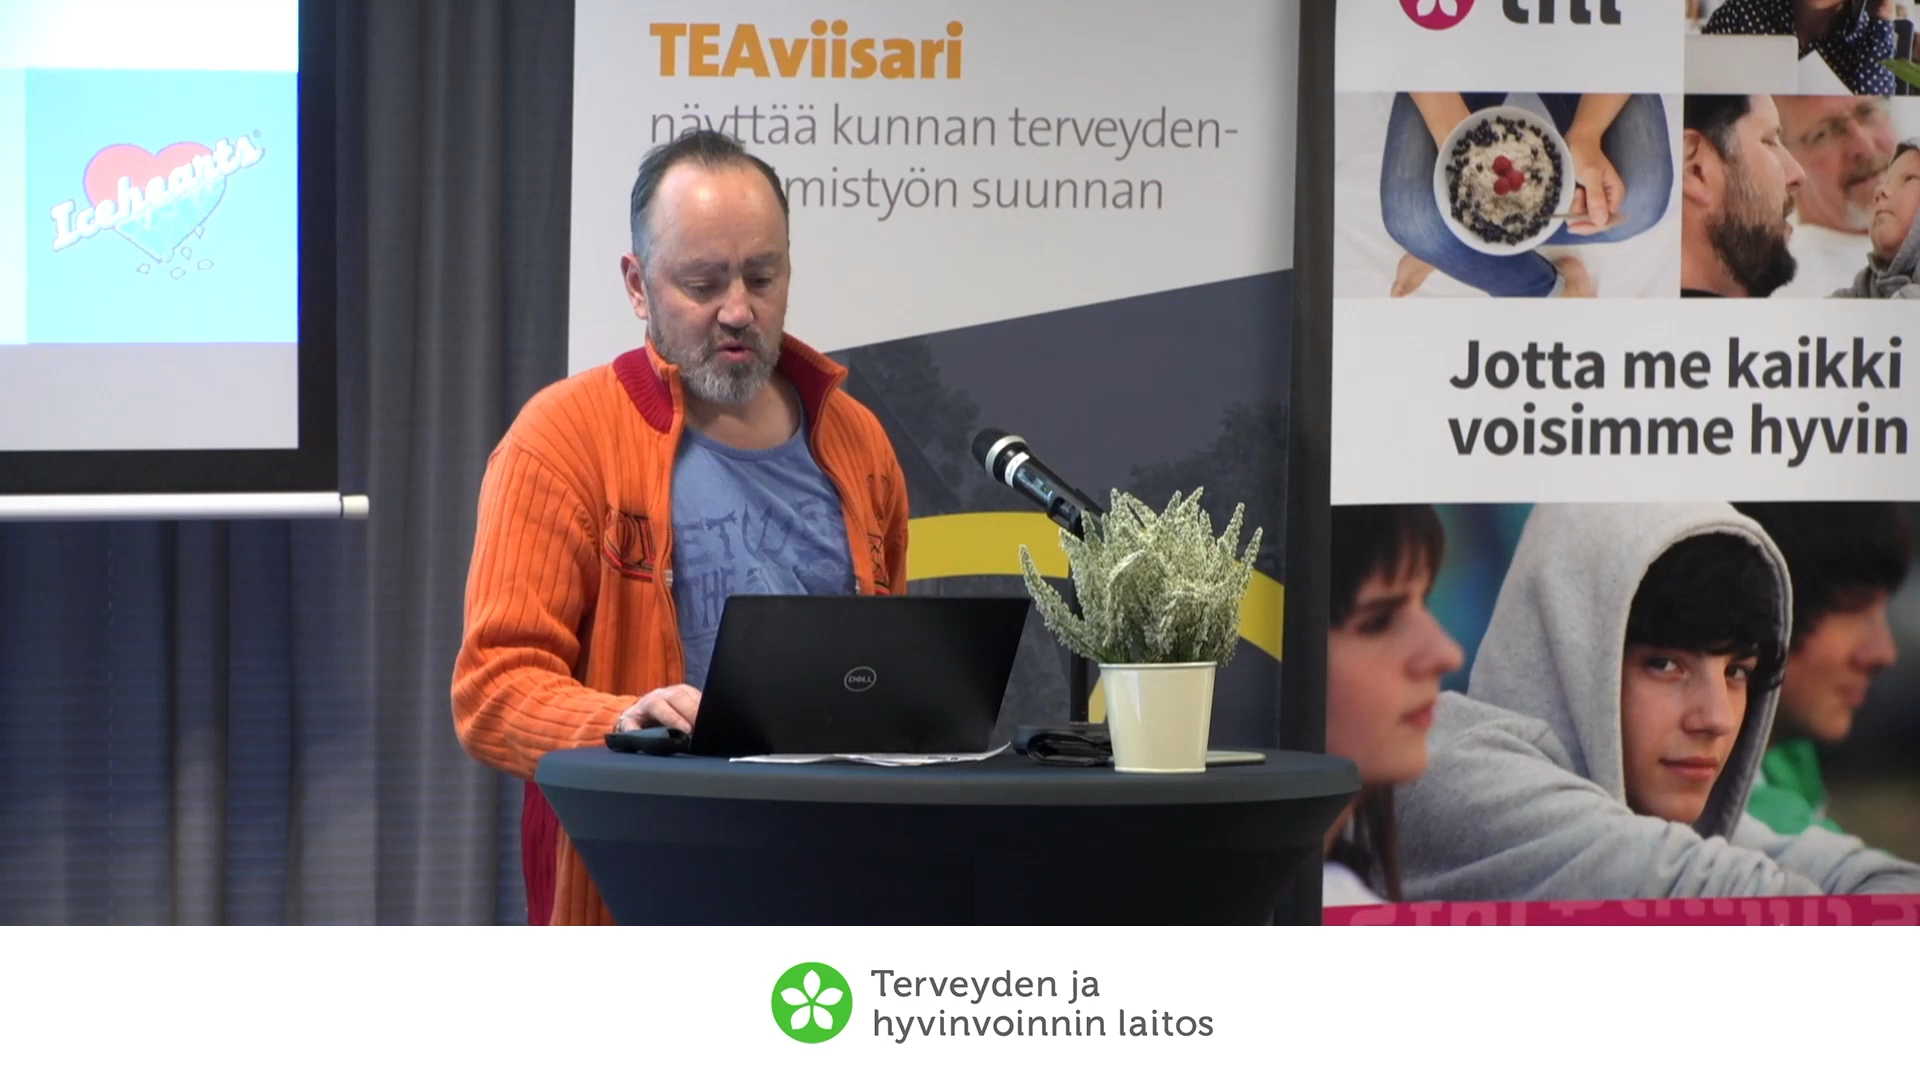 Icehearts
TEAviisari
näyttää kunnan terveyden-
mistyön suunnan
Jotta me kaikki
voisimme hyvin
DELL
Terveyden ja
hyvinvoinnin laitos